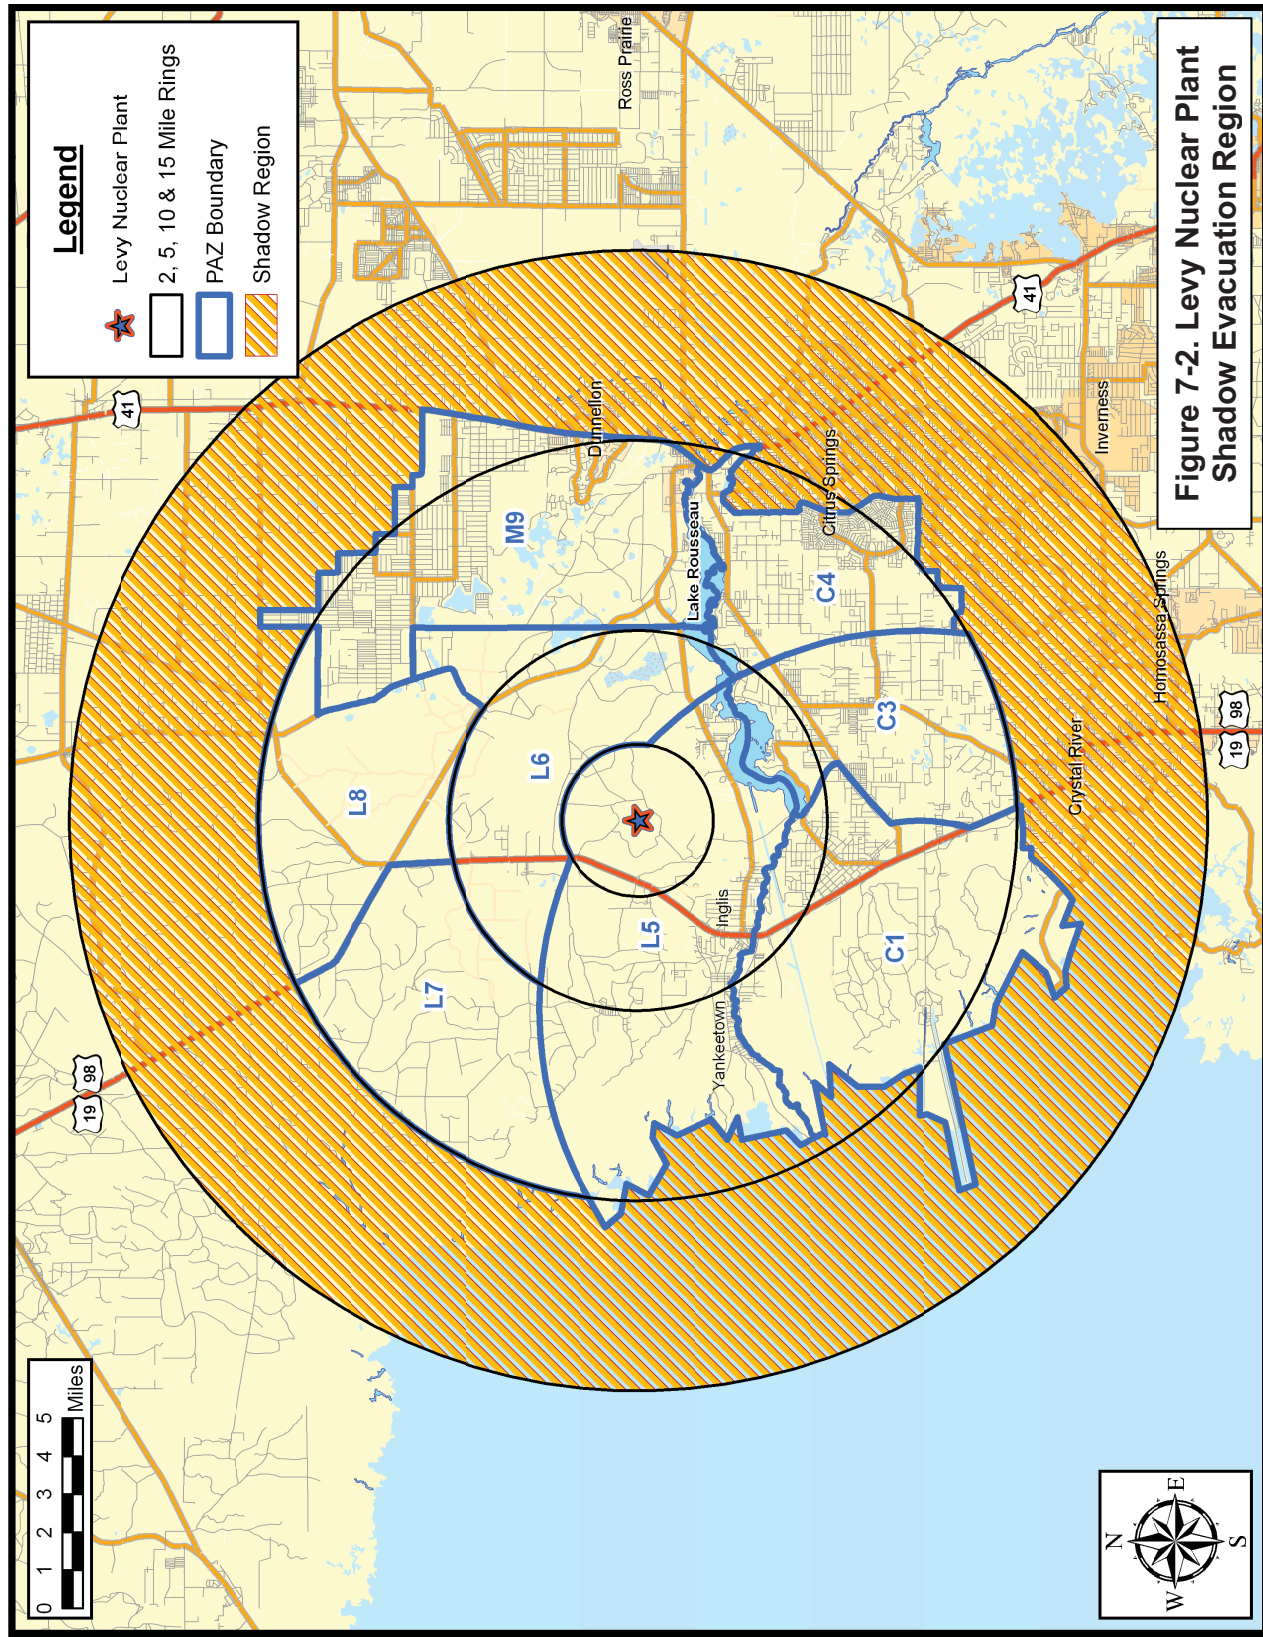 Legend
Levy Nuclear Plant
2, 5, 10 & 15 Mile Rings
PAZ Boundary
Shadow Region
0 1 2 3 4 5
Miles
19 98
41
L8
L7
L6
M9
L5
Ross Prairie
Dunnellon
Lake Rousseau
Inglis
Yankeetown
Citrus Springs
C4
C3
C1
41
Inverness
Crystal River
Homosassa Springs
19 98
N
W E
S
Figure 7-2. Levy Nuclear Plant
Shadow Evacuation Region